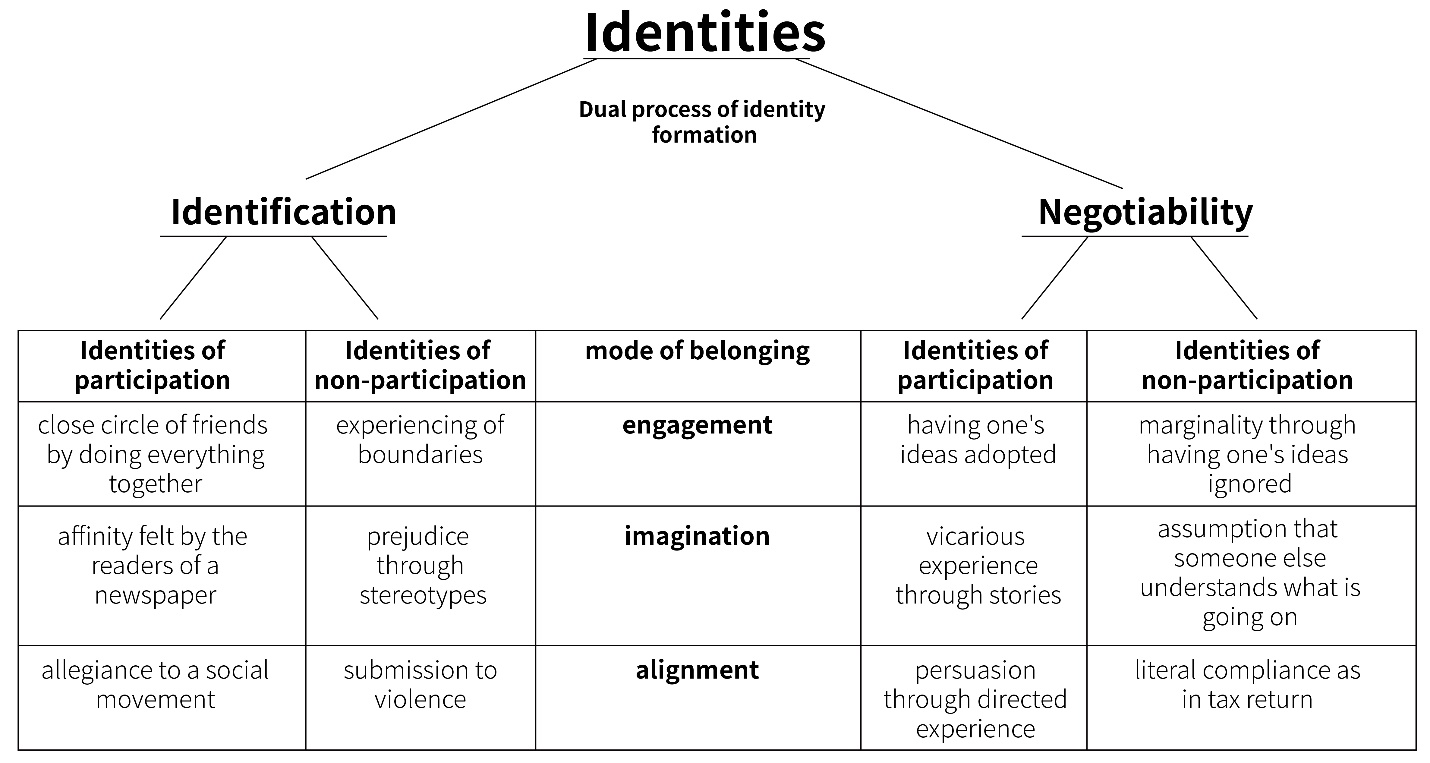 Identities
Dual process of identity
formation
Identification
Negotiability
Identities of
participation
Identities of
non-participation
mode of belonging
Identities of
participation
Identities of
non-participation
close circle of friends
by doing everything
together
experiencing of
boundaries
engagement
having one's
ideas adopted
marginality through
having one's ideas
ignored
affinity felt by the
readers of a
newspaper
prejudice
through
stereotypes
imagination
vicarious
experience
through stories
assumption that
someone else
understands what is
going on
allegiance to a social
movement
submission to
violence
alignment
persuasion
through directed
experience
literal compliance as
in tax return